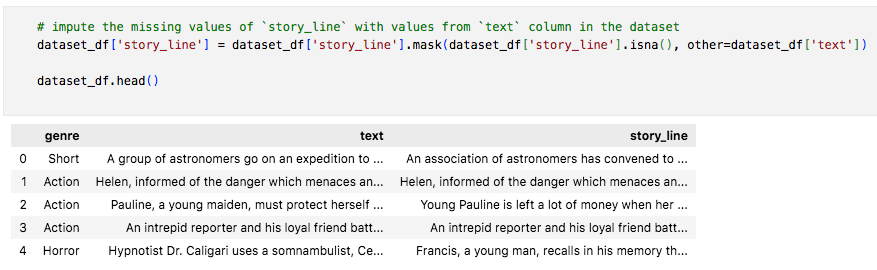 # impute the missing values of `story_line` with values from `text` column in the dataset
dataset_df['story_line'] = dataset_df['story_line'].mask(dataset_df['story_line'].isna(), other=dataset_df['text'])
dataset_df.head()
genre text story_line
0 Short A group of astronomers go on an expedition to ... An association of astronomers has convened to ...
1 Action Helen, informed of the danger which menaces an... Helen, informed of the danger which menaces an...
2 Action Pauline, a young maiden, must protect herself ... Young Pauline is left a lot of money when her ...
3 Action An intrepid reporter and his loyal friend batt... An intrepid reporter and his loyal friend batt...
4 Horror Hypnotist Dr. Caligari uses a somnambulist, Ce... Francis, a young man, recalls in his memory th...